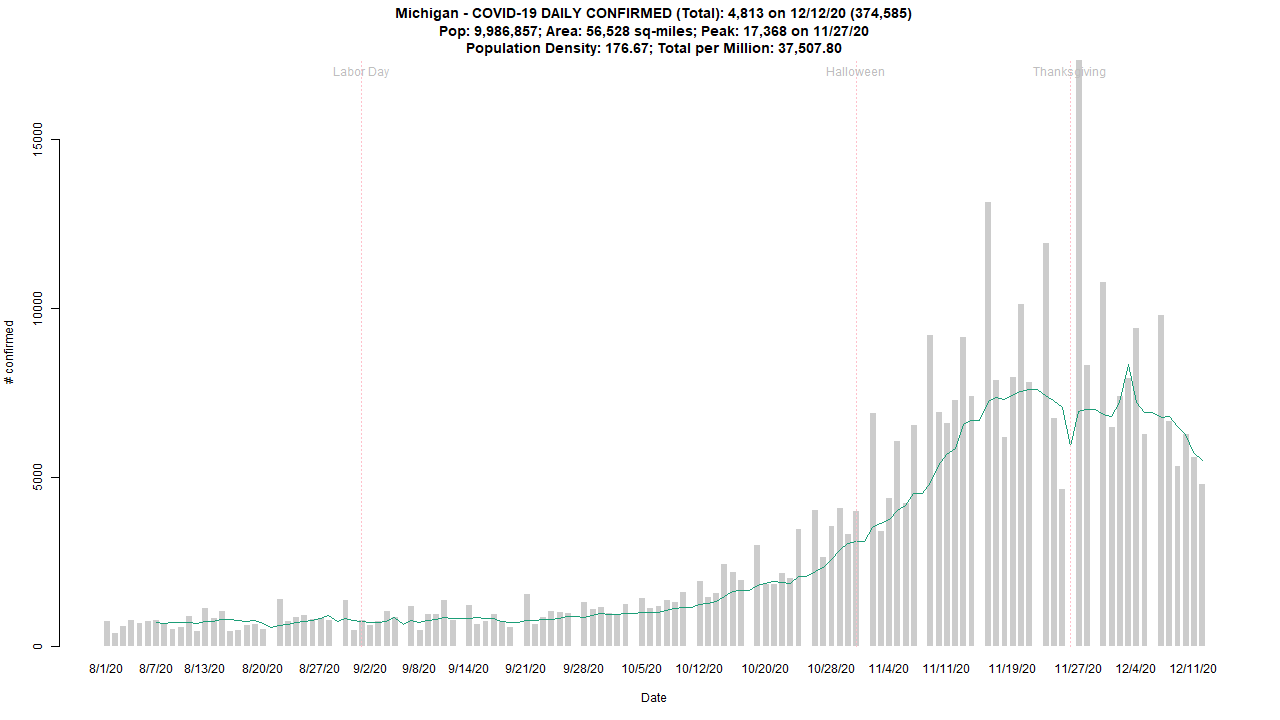 Michigan - COVID-19 DAILY CONFIRMED (Total): 4,813 on 12/12/20 (374,585)
Pop: 9,986,857; Area: 56,528 sq-miles; Peak: 17,368 on 11/27/20
Population Density: 176.67; Total per Million: 37,507.80
Labor Day Halloween Thanksgiving
15000
10000
# confirmed
5000
0
8/1/20 8/7/20 8/13/20 8/20/20 8/27/20 9/2/20 9/8/20 9/14/20 9/21/20 9/28/20 10/5/20 10/12/20 10/20/20 10/28/20 11/4/20 11/11/20 11/19/20 11/27/20 12/4/20 12/11/20
Date